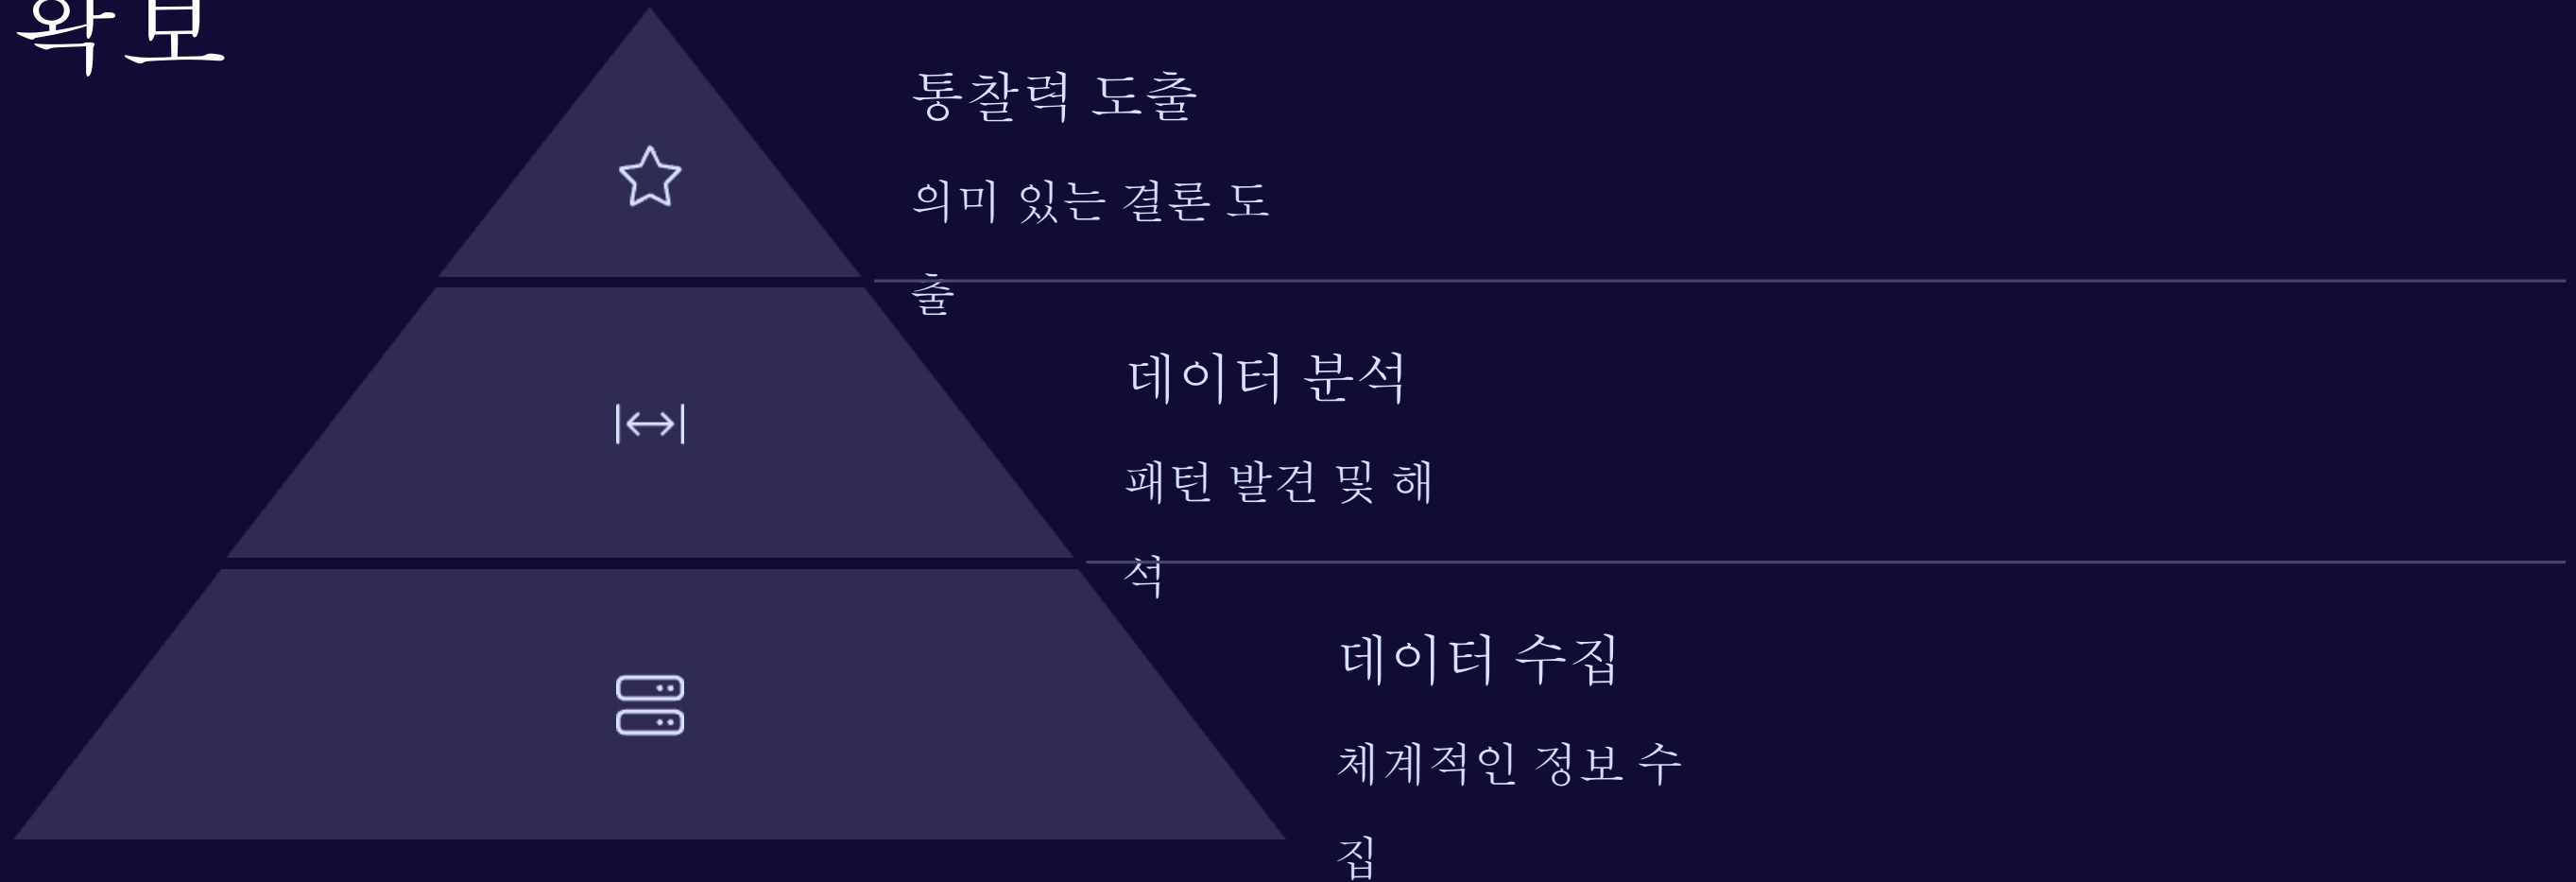 확보
통찰력 도출
의미 있는 결론 도
출
데이터 분석
패턴 발견 및 해
석
데이터 수집
체계적인 정보 수
집